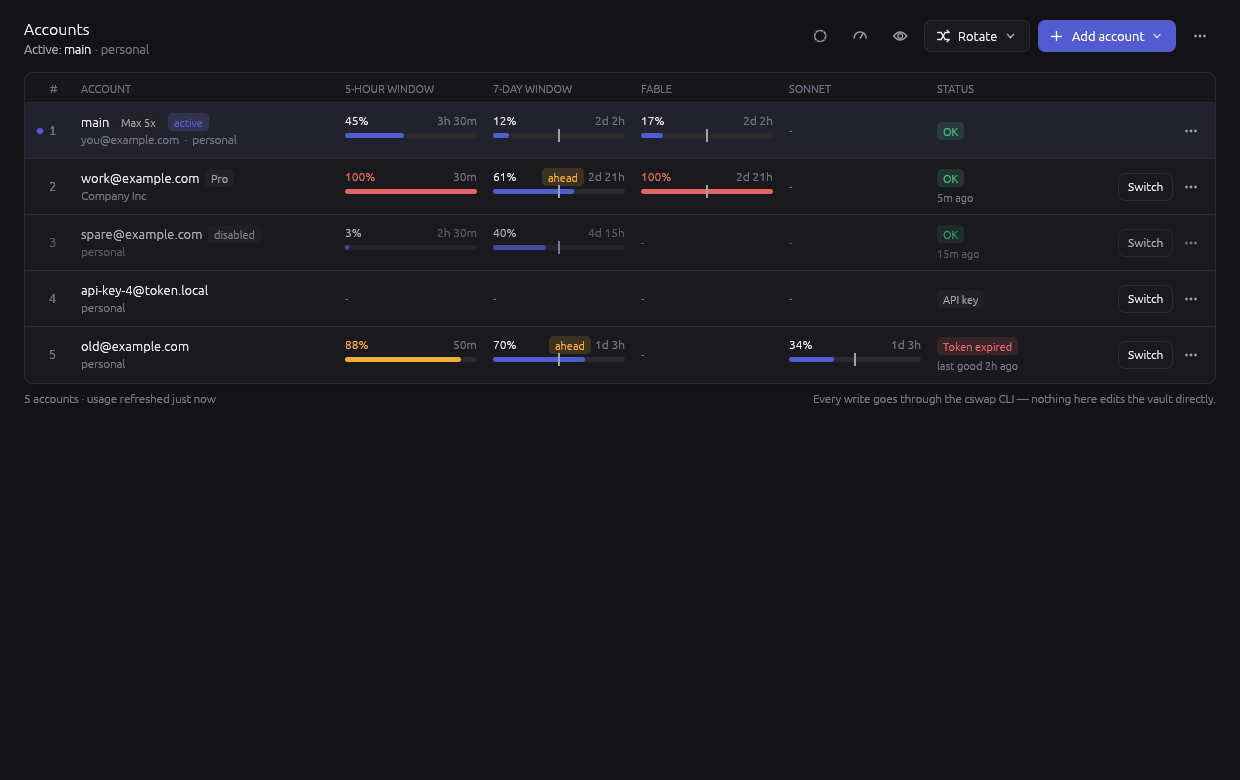 Accounts
Active: main · personal
Rotate
Add account
# ACCOUNT 5-HOUR WINDOW 7-DAY WINDOW FABLE SONNET STATUS
1 main Max 5x active 45% 3h 30m 12% 2d 2h 17% 2d 2h - OK
you@example.com · personal
2 work@example.com Pro 100% 30m 61% ahead 2d 21h 100% 2d 21h - OK Switch
Company Inc 5m ago
3 spare@example.com disabled 3% 2h 30m 40% 4d 15h - - OK Switch
personal 15m ago
4 api-key-4@token.local - - - - API key Switch
personal
5 old@example.com 88% 50m 70% ahead 1d 3h - 34% 1d 3h Token expired Switch
personal last good 2h ago
5 accounts · usage refreshed just now
Every write goes through the cswap CLI — nothing here edits the vault directly.